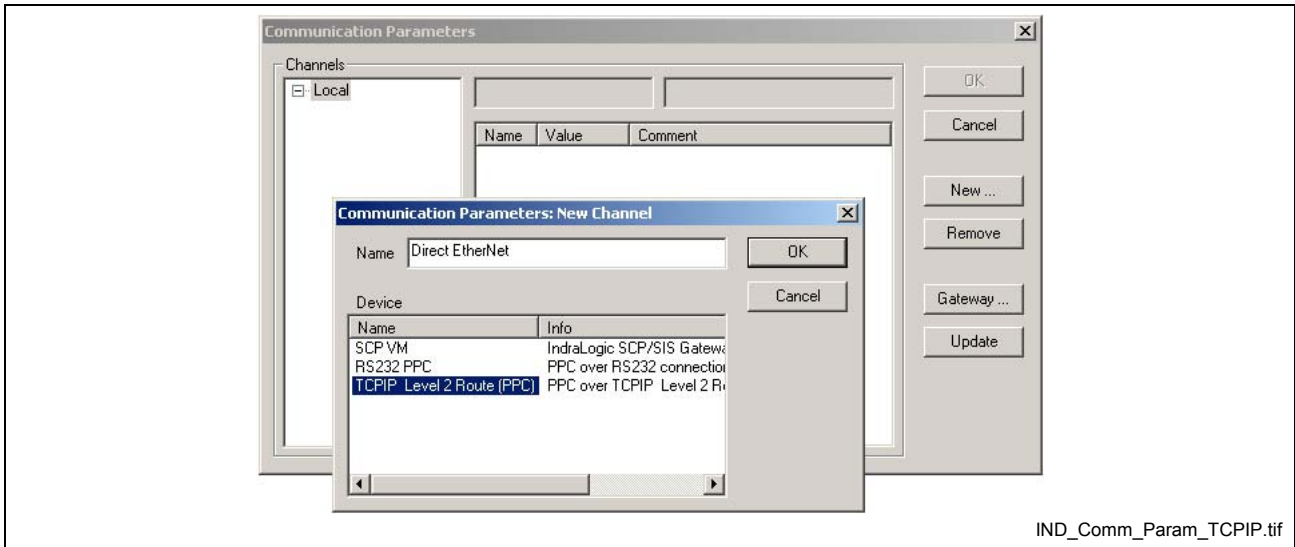 Communication Parameters
Channels
Local
Name Value Comment
OK
Cancel
New ...
Remove
Gateway ...
Update
Communication Parameters: New Channel
Name Direct EtherNet
OK
Cancel
Device
Name Info
SCP VM IndraLogic SCP/SIS
RS232 PPC PPC over RS232 connection
TCPIP Level 2 Route (PPC) PPC over TCPIP Level 2
IND_Comm_Param_TCPIP.tif